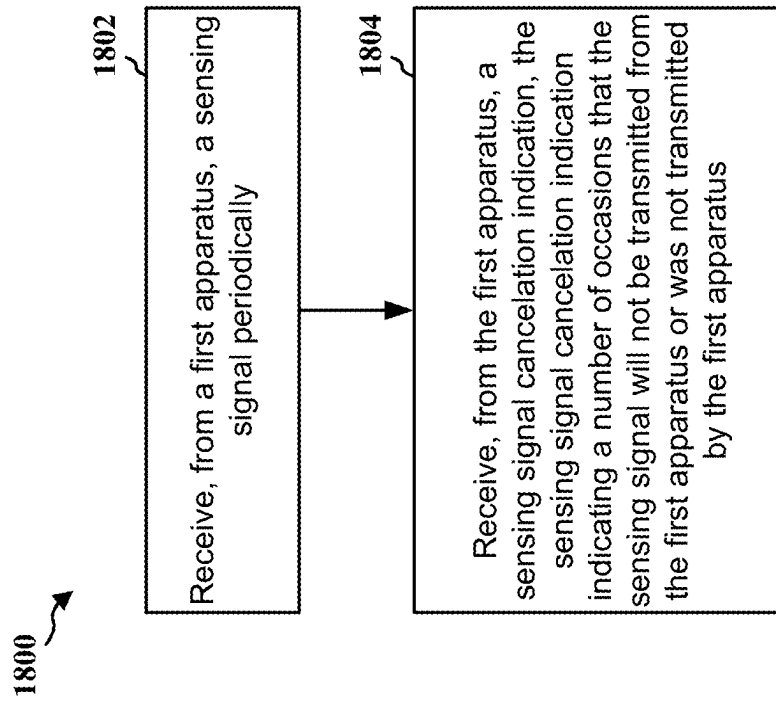 1800
1802
Receive, from a first apparatus, a sensing
signal periodically
1804
Receive, from the first apparatus, a
sensing signal cancelation indication, the
sensing signal cancelation indication
indicating a number of occasions that the
sensing signal will not be transmitted from
the first apparatus or was not transmitted
by the first apparatus